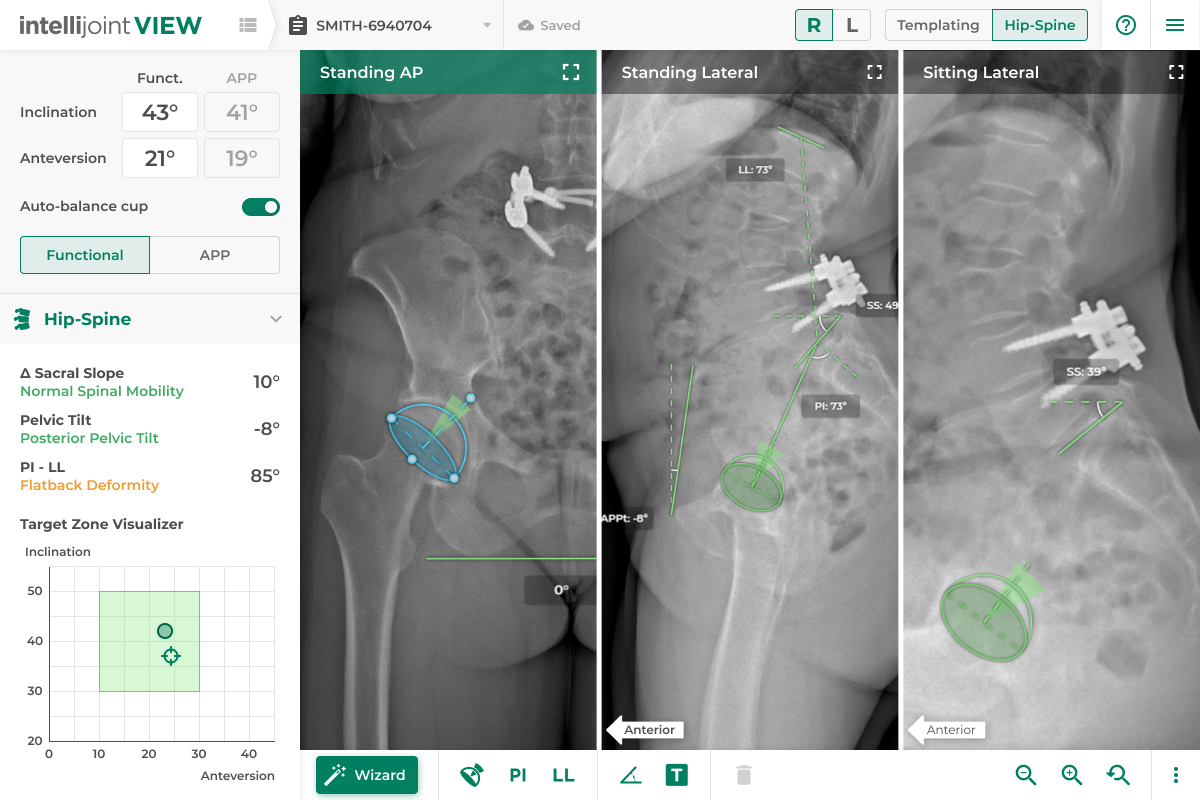 intellijoint VIEW
SMITH-6940704
Saved
R
L
Templating
Hip-Spine
Funct.
APP
Inclination
43°
41°
Anteversion
21°
19°
Auto-balance cup
Functional
APP
Hip-Spine
Δ Sacral Slope
Normal Spinal Mobility
10°
Pelvic Tilt
Posterior Pelvic Tilt
-8°
PI - LL
Flatback Deformity
85°
Target Zone Visualizer
Inclination
50
40
30
20
0
10
20
30
40
Anteversion
Standing AP
0°
Standing Lateral
LL: 73°
SS: 49
PI: 73°
APPt: -8°
Anterior
Sitting Lateral
SS: 39°
Anterior
Wizard
PI
LL
T